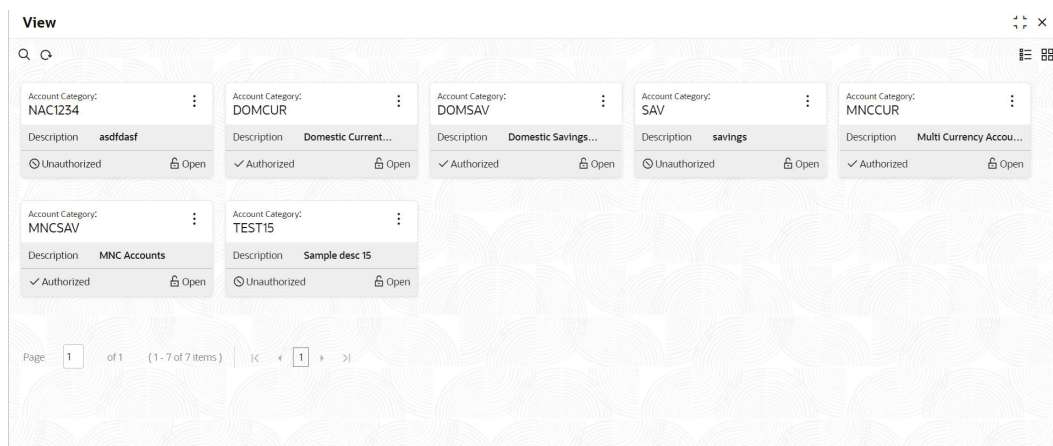 View
Account Category: Account Category: Account Category: Account Category: Account Category:
NAC1234 DOMCUR DOMSAV SAV MNCCUR
Description asdfdasf Description Domestic Current... Description Domestic Savings... Description savings Description Multi Currency Accou...
Unauthorized Open Authorized Open Authorized Open Unauthorized Open Authorized Open
Account Category: Account Category:
MNCSAV TEST15
Description MNC Accounts Description Sample desc 15
Authorized Open Unauthorized Open
Page 1 of 1 (1 - 7 of 7 items) 1